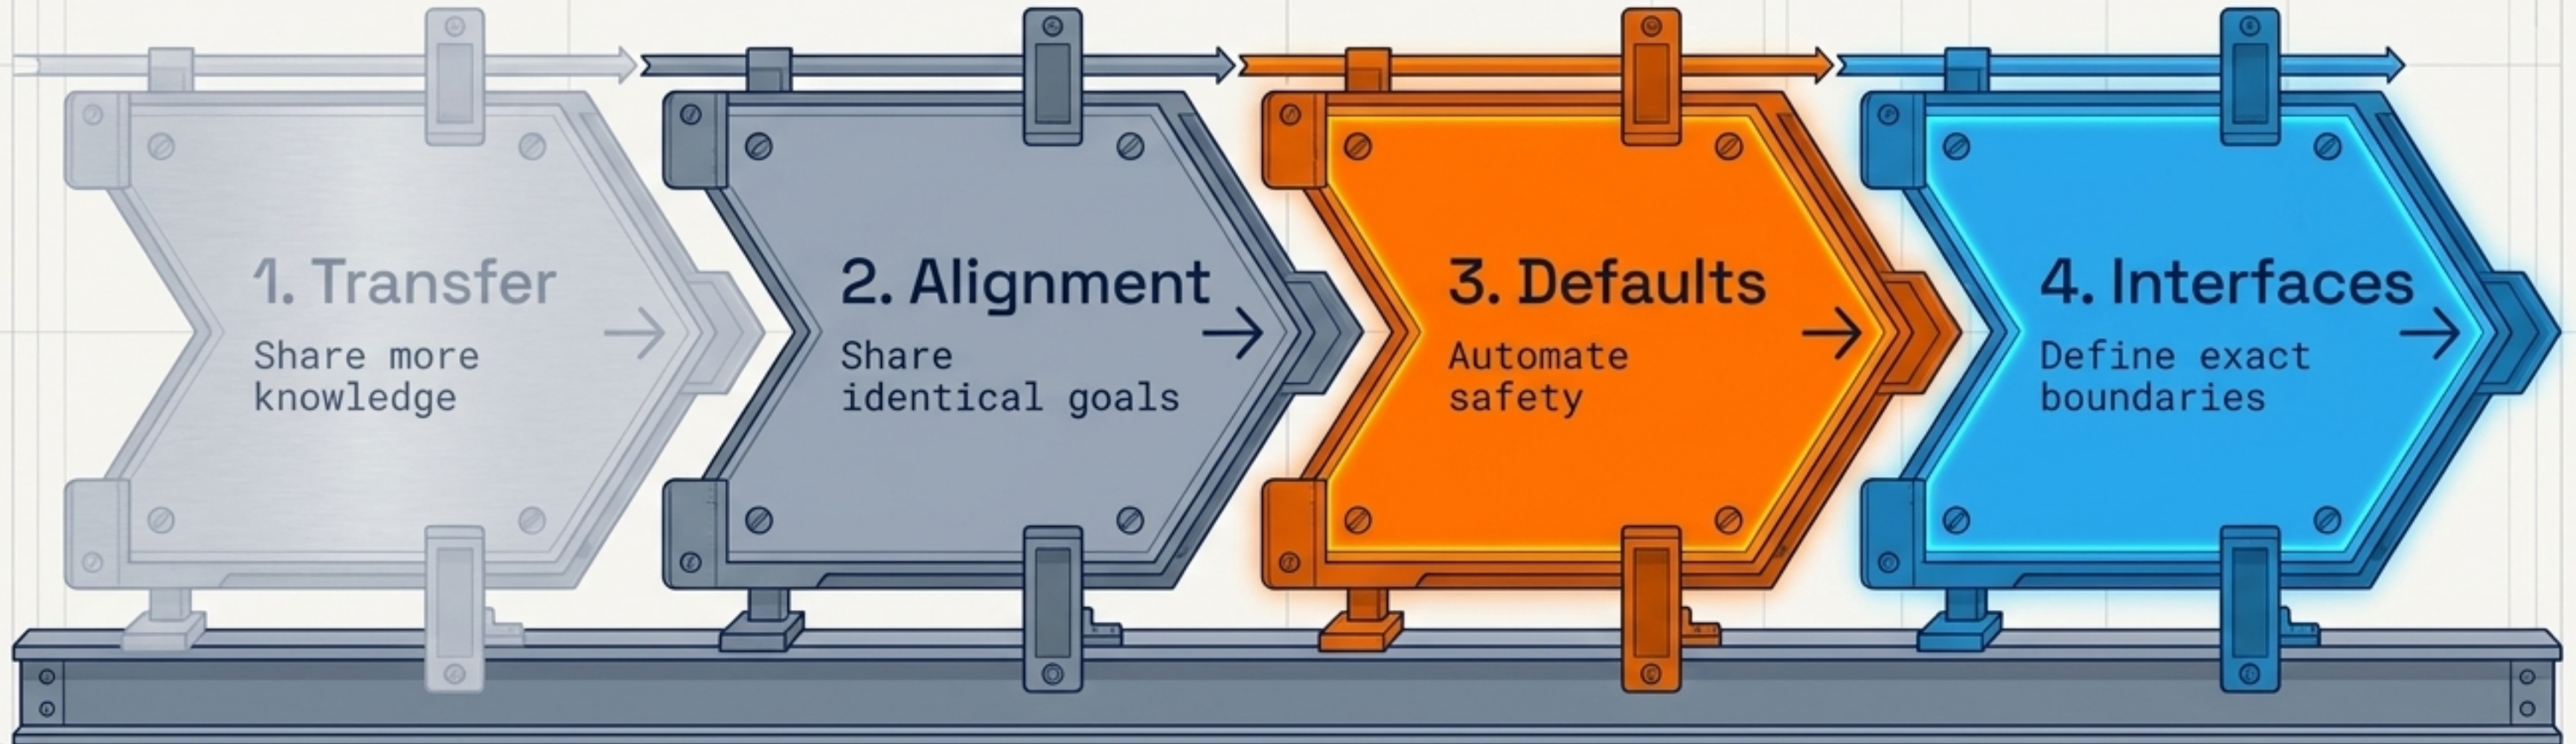 1. Transfer
Share more
knowledge
2. Alignment
Share
identical goals
3. Defaults
Automate
safety
4. Interfaces
Define exact
boundaries